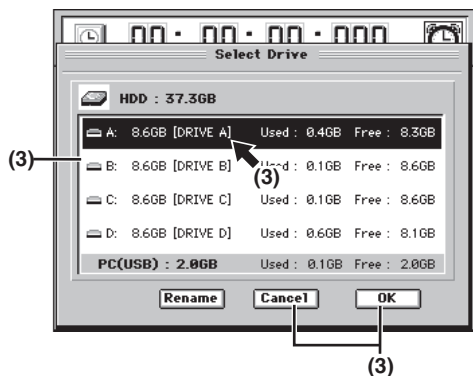 00 · 00 · 00 · 000
Select Drive
HDD : 37.3GB
A: 8.6GB [DRIVE A] Used : 0.4GB Free : 8.3GB
(3)
B: 8.6GB [DRIVE B] Used : 0.1GB Free : 8.6GB
(3)
C: 8.6GB [DRIVE C] Used : 0.1GB Free : 8.6GB
D: 8.6GB [DRIVE D] Used : 0.6GB Free : 8.1GB
PC(USB) : 2.0GB Used : 0.1GB Free : 2.0GB
Rename Cancel OK
(3)